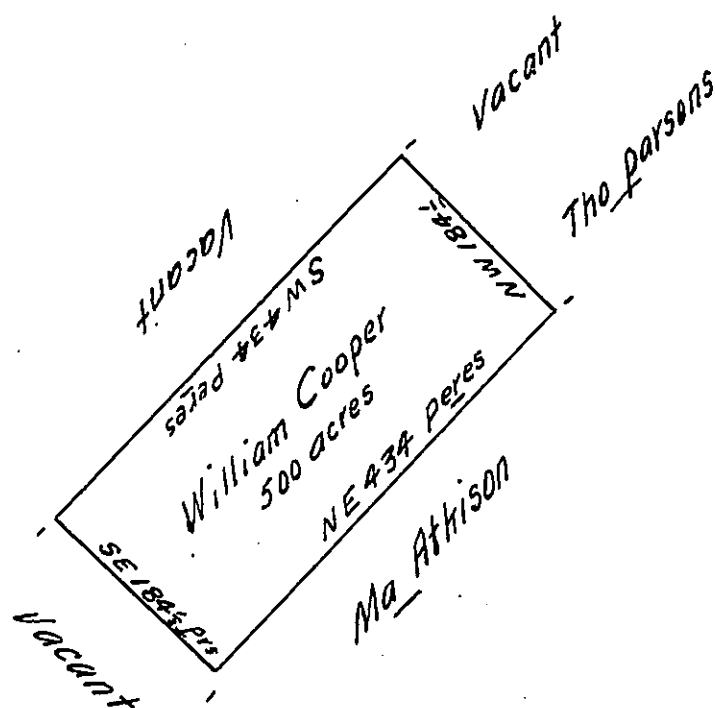 Vacant
Tho parsons
Vacant
NW 184½
SW 434 peres
William Cooper
500 acres
NE 434 peres
SE 184½ prs
Ma Athison
Vacant